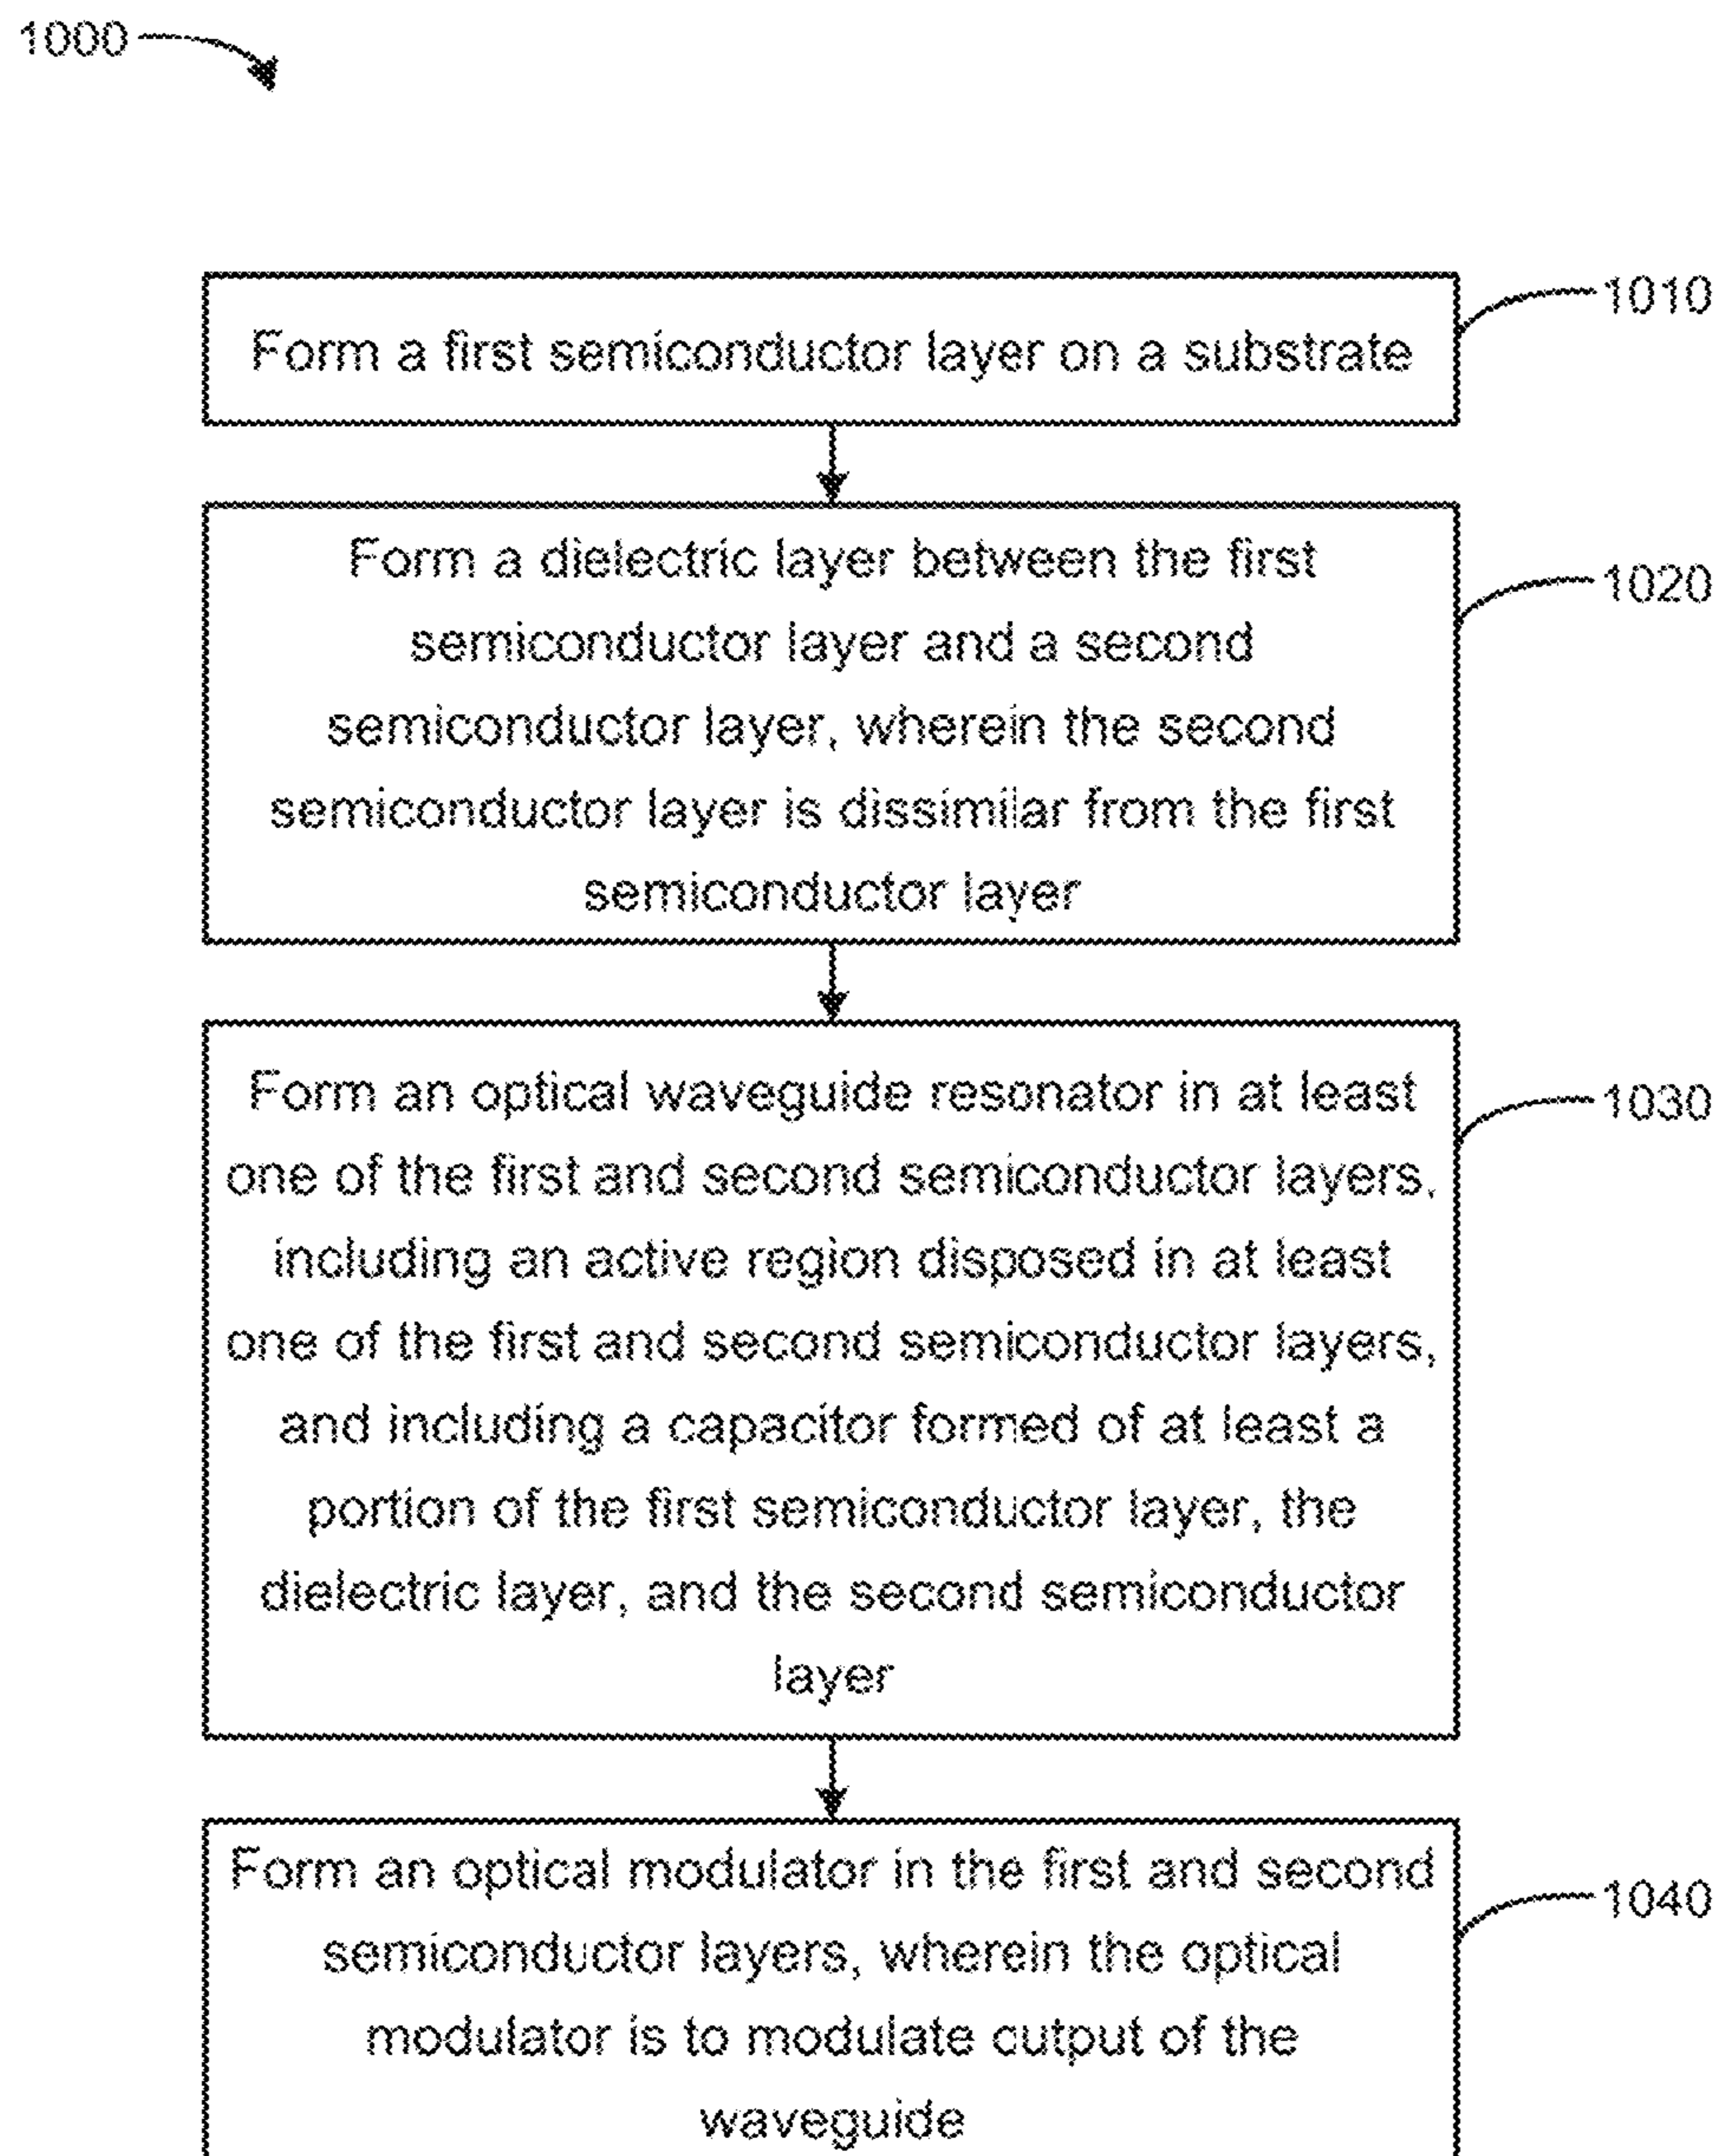 1000
1010
Form a first semiconductor layer on a substrate
Form a dielectric layer between the first
1020
semiconductor layer and a second
semiconductor layer, wherein the second
semiconductor layer is dissimilar from the first
semiconductor layer
Form an optical waveguide resonator in at least
1030
one of the first and second semiconductor layers,
including an active region disposed in at least
one of the first and second semiconductor layers,
and including a capacitor formed of at least a
portion of the first semiconductor layer, the
dielectric layer, and the second semiconductor
layer
Form an optical modulator in the first and second
1040
semiconductor layers, wherein the optical
modulator is to modulate output of the
waveguide